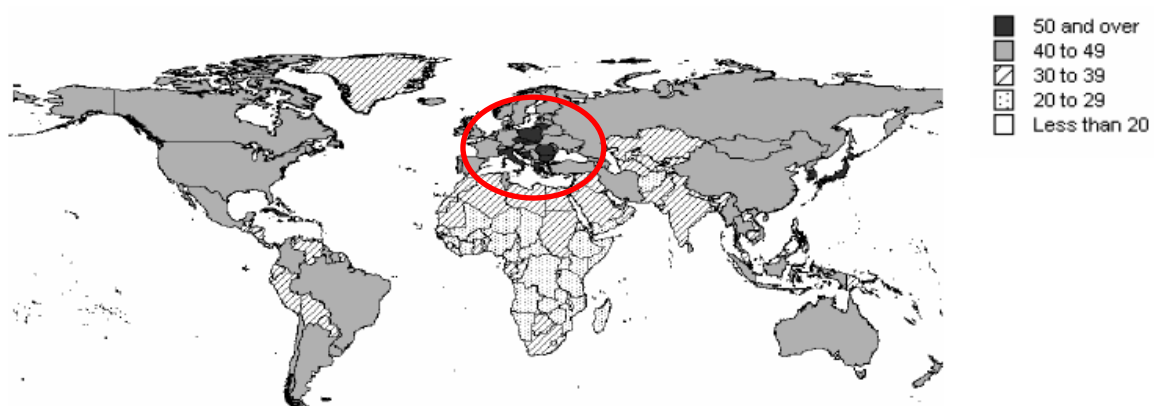 50 and over
40 to 49
30 to 39
20 to 29
Less than 20